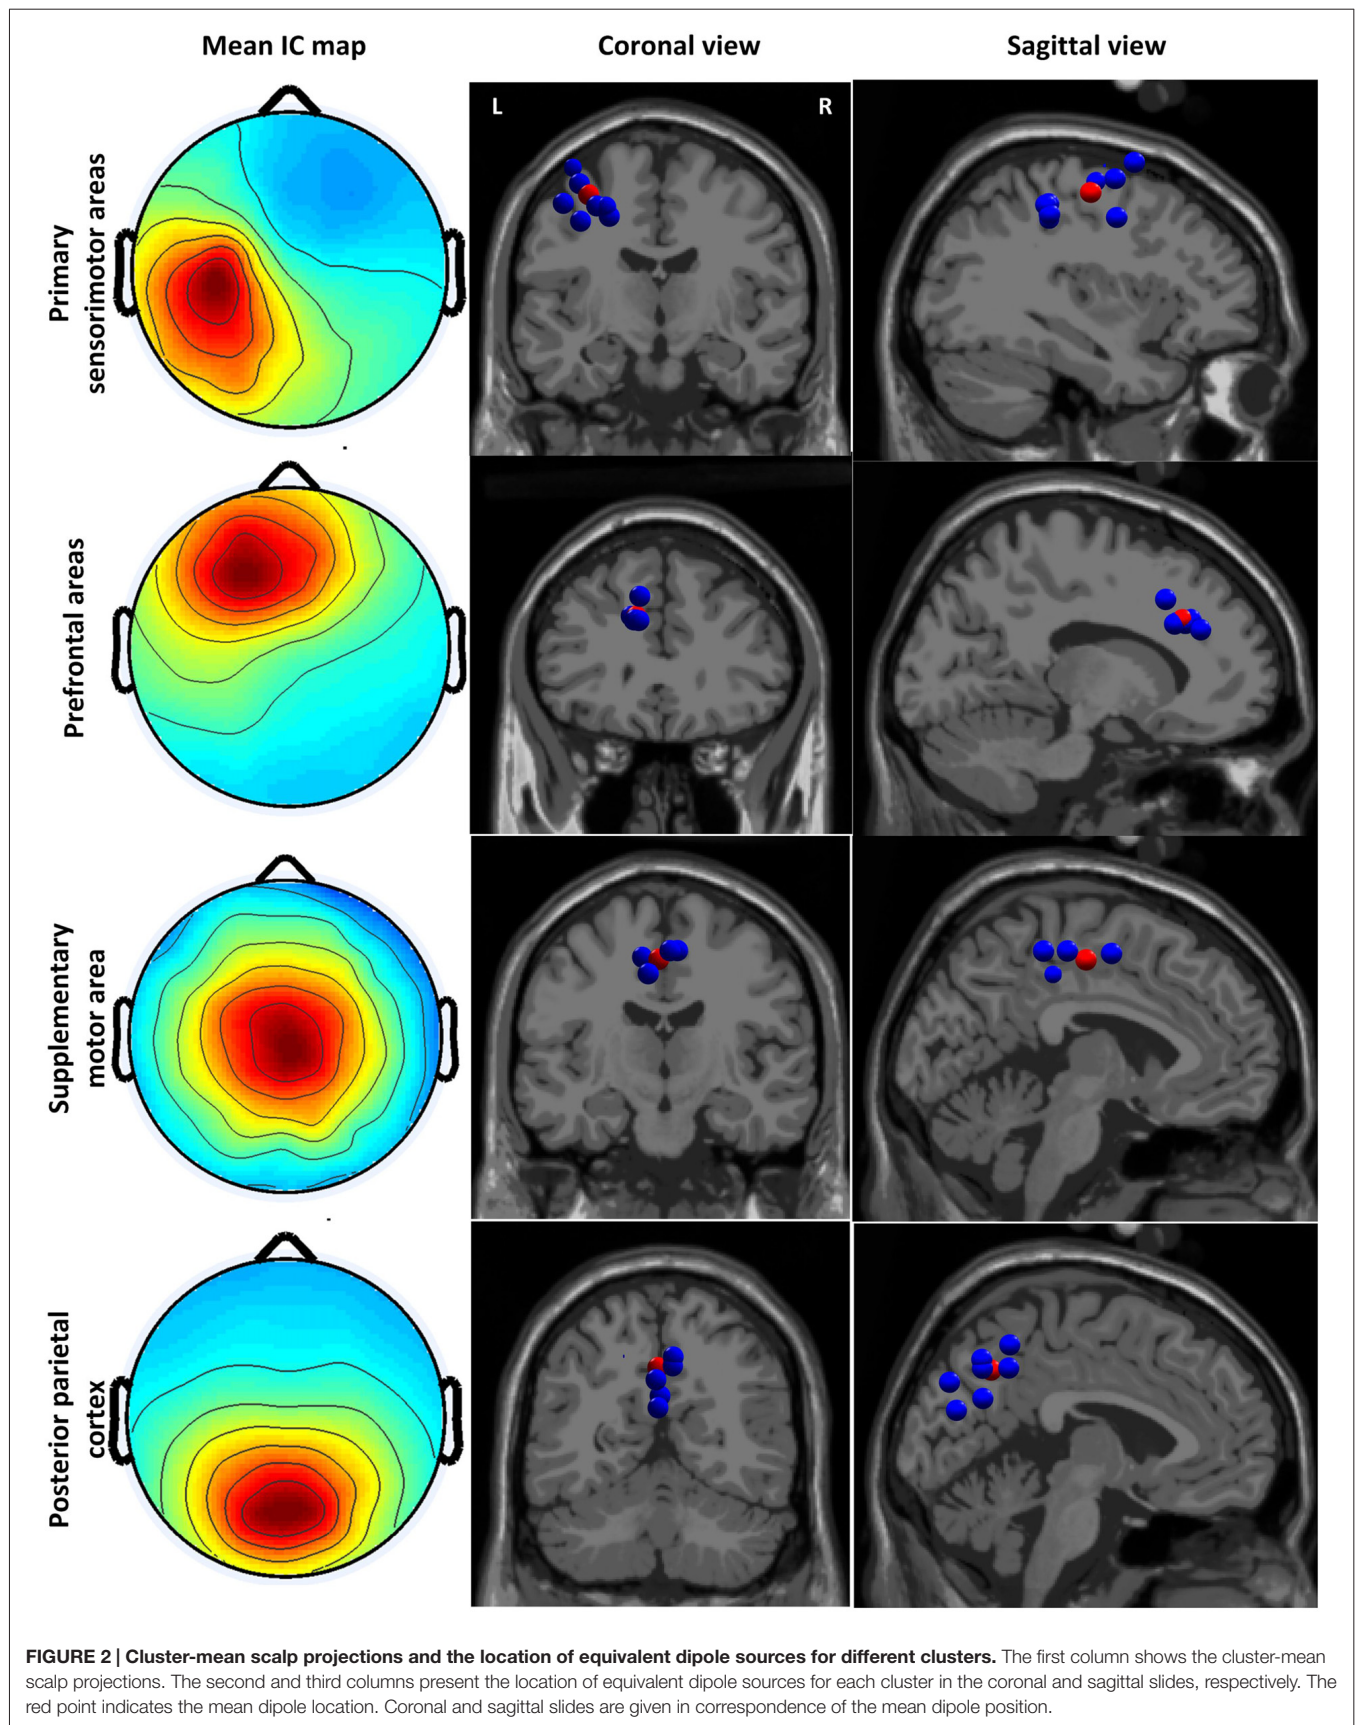 Mean IC map
Coronal view
Sagittal view
Primary
sensorimotor areas
L
R
Prefrontal areas
Supplementary
motor area
Posterior parietal
cortex
FIGURE 2 | Cluster-mean scalp projections and the location of equivalent dipole sources for different clusters. The first column shows the cluster-mean
scalp projections. The second and third columns present the location of equivalent dipole sources for each cluster in the coronal and sagittal slides, respectively. The
red point indicates the mean dipole location. Coronal and sagittal slides are given in correspondence of the mean dipole position.